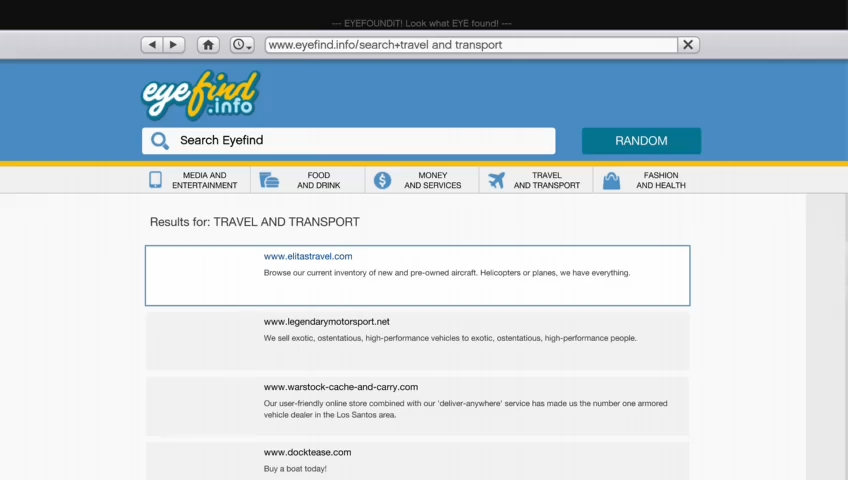 --- EYEFOUNDIT! Look what EYE found! ---
www.eyefind.info/search+travel and transport
eyefind
.info
Search Eyefind
RANDOM
MEDIA AND
ENTERTAINMENT
FOOD
AND DRINK
MONEY
AND SERVICES
TRAVEL
AND TRANSPORT
FASHION
AND HEALTH
Results for: TRAVEL AND TRANSPORT
www.elitastravel.com
Browse our current inventory of new and pre-owned aircraft. Helicopters or planes, we have everything.
www.legendarymotorsport.net
We sell exotic, ostentatious, high-performance vehicles to exotic, ostentatious, high-performance people.
www.warstock-cache-and-carry.com
Our user-friendly online store combined with our 'deliver-anywhere' service has made us the number one armored
vehicle dealer in the Los Santos area.
www.docktease.com
Buy a boat today!